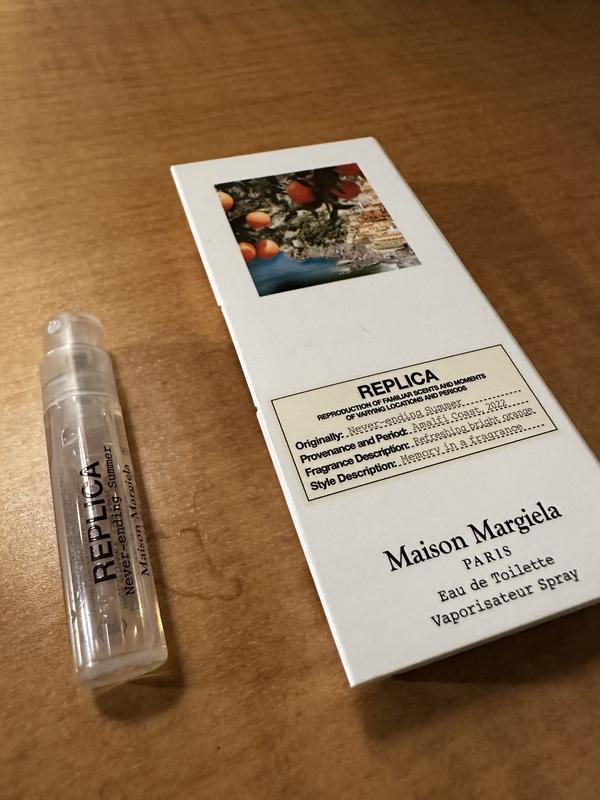 REPLICA
Never-ending Summer
Maison Margiela
REPLICA
REPRODUCTION OF FAMILIAR SCENTS AND MOMENTS
OF VARYING LOCATIONS AND PERIODS
Originally: Never-ending Summer
Provenance and Period: Amalfi Coast, 2022
Fragrance Description: Refreshing bright orange
Style Description: Memory in a fragrance
Maison Margiela
PARIS
Eau de Toilette
Vaporisateur Spray